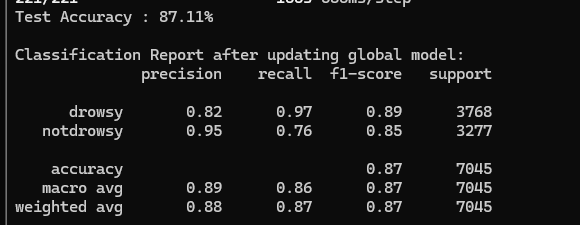 221/221
Test Accuracy : 87.11%
Classification Report after updating global model:
precision recall f1-score support
drowsy 0.82 0.97 0.89 3768
notdrowsy 0.95 0.76 0.85 3277
accuracy 0.87 7045
macro avg 0.89 0.86 0.87 7045
weighted avg 0.88 0.87 0.87 7045